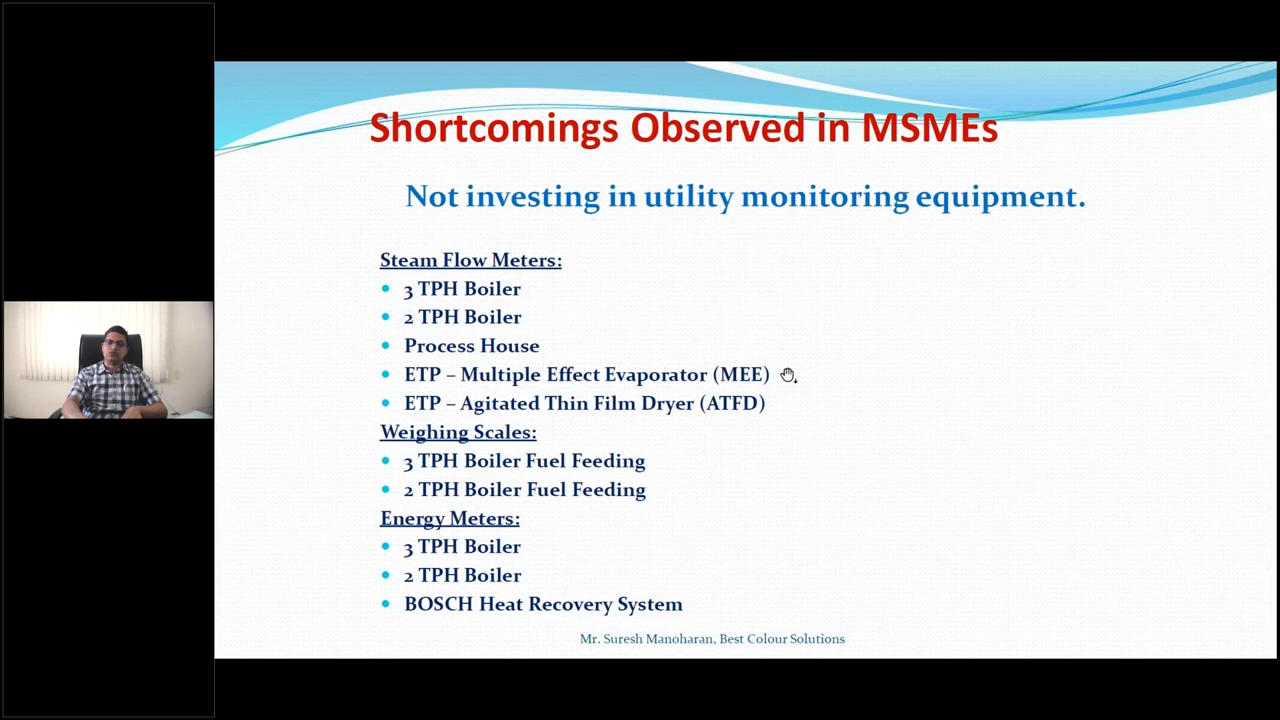 Shortcomings Observed in MSMEs
Not investing in utility monitoring equipment.
Steam Flow Meters:
3 TPH Boiler
2 TPH Boiler
Process House
ETP – Multiple Effect Evaporator (MEE)
ETP – Agitated Thin Film Dryer (ATFD)
Weighing Scales:
3 TPH Boiler Fuel Feeding
2 TPH Boiler Fuel Feeding
Energy Meters:
3 TPH Boiler
2 TPH Boiler
BOSCH Heat Recovery System
Mr. Suresh Manoharan, Best Colour Solutions